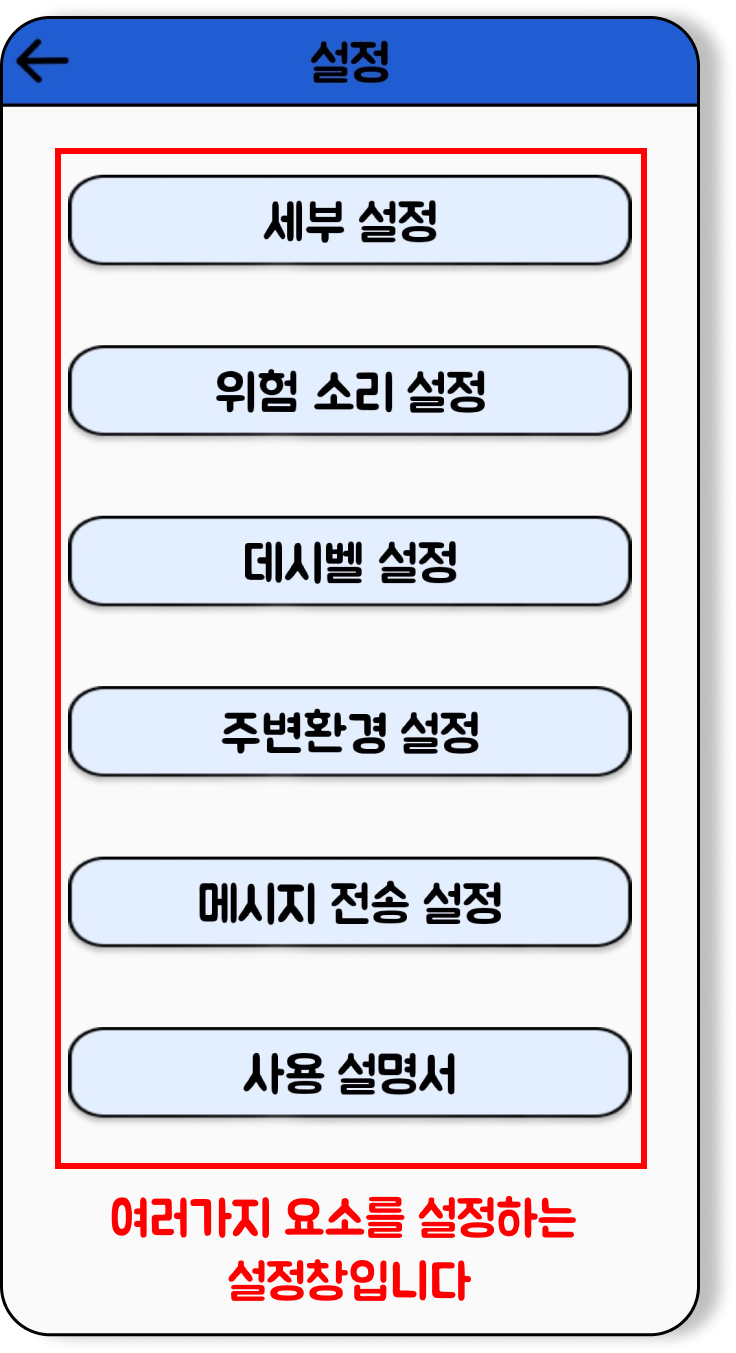 설정
세부 설정
위험 소리 설정
데시벨 설정
주변환경 설정
메시지 전송 설정
사용 설명서
여러가지 요소를 설정하는
설정창입니다